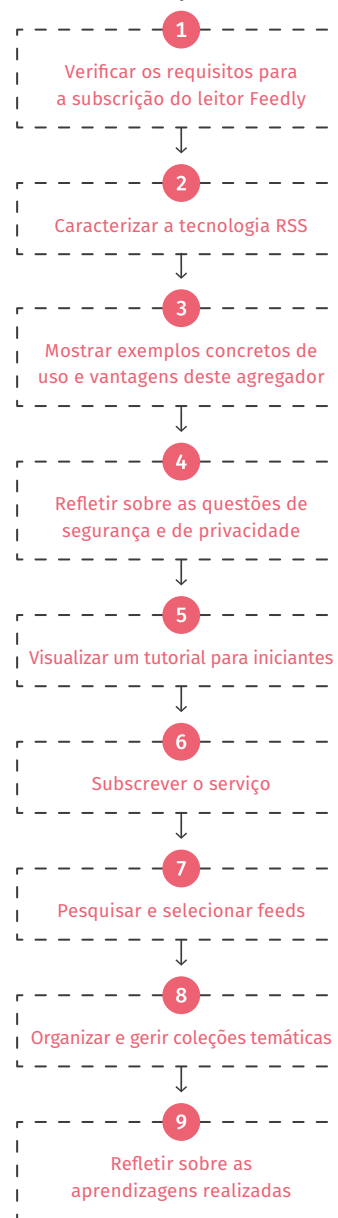 1
Verificar os requisitos para
a subscrição do leitor Feedly
2
Caracterizar a tecnologia RSS
3
Mostrar exemplos concretos de
uso e vantagens deste agregador
4
Refletir sobre as questões de
segurança e de privacidade
5
Visualizar um tutorial para iniciantes
6
Subscrever o serviço
7
Pesquisar e selecionar feeds
8
Organizar e gerir coleções temáticas
9
Refletir sobre as
aprendizagens realizadas